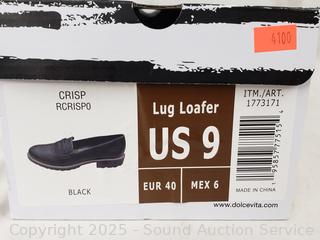 4100
CRISP
RCRISPO
BLACK
Lug Loafer
US 9
EUR 40
MEX 6
ITM./ART.
1773171
MADE IN CHINA
www.dolcevita.com
Copyright 2025 - Sound Auction Service